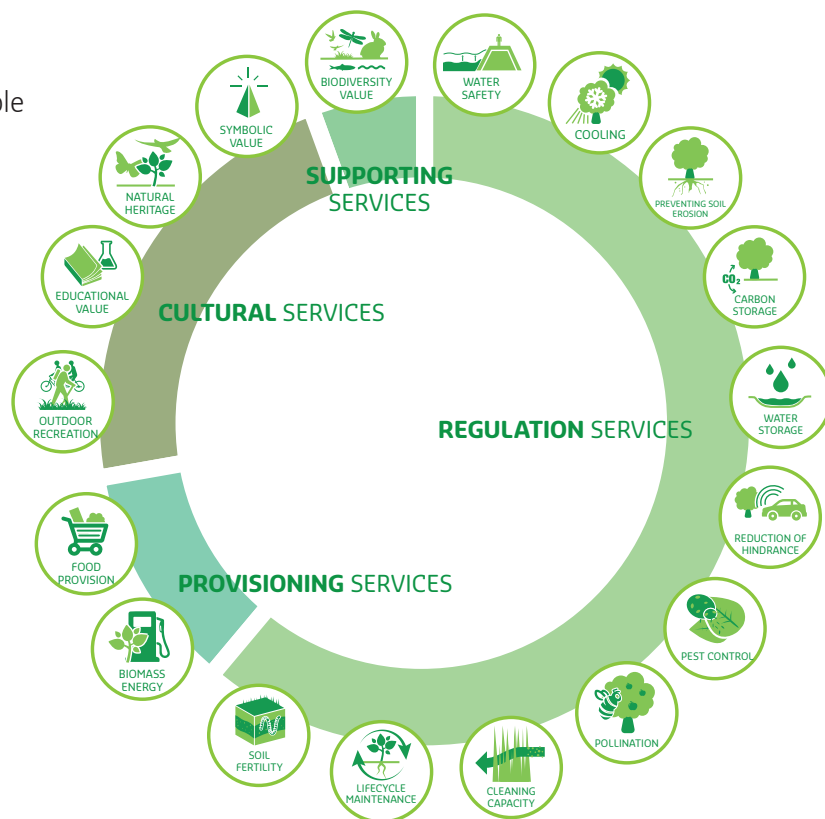 ole
BIODIVERSITY
VALUE
WATER
SAFETY
COOLING
PREVENTING SOIL
EROSION
CO₂
CARBON
STORAGE
WATER
STORAGE
REDUCTION OF
HINDRANCE
PEST CONTROL
POLLINATION
CLEANING
CAPACITY
LIFECYCLE
MAINTENANCE
SOIL
FERTILITY
BIOMASS
ENERGY
FOOD
PROVISION
OUTDOOR
RECREATION
EDUCATIONAL
VALUE
NATURAL
HERITAGE
SYMBOLIC
VALUE
SUPPORTING
SERVICES
CULTURAL SERVICES
REGULATION SERVICES
PROVISIONING SERVICES